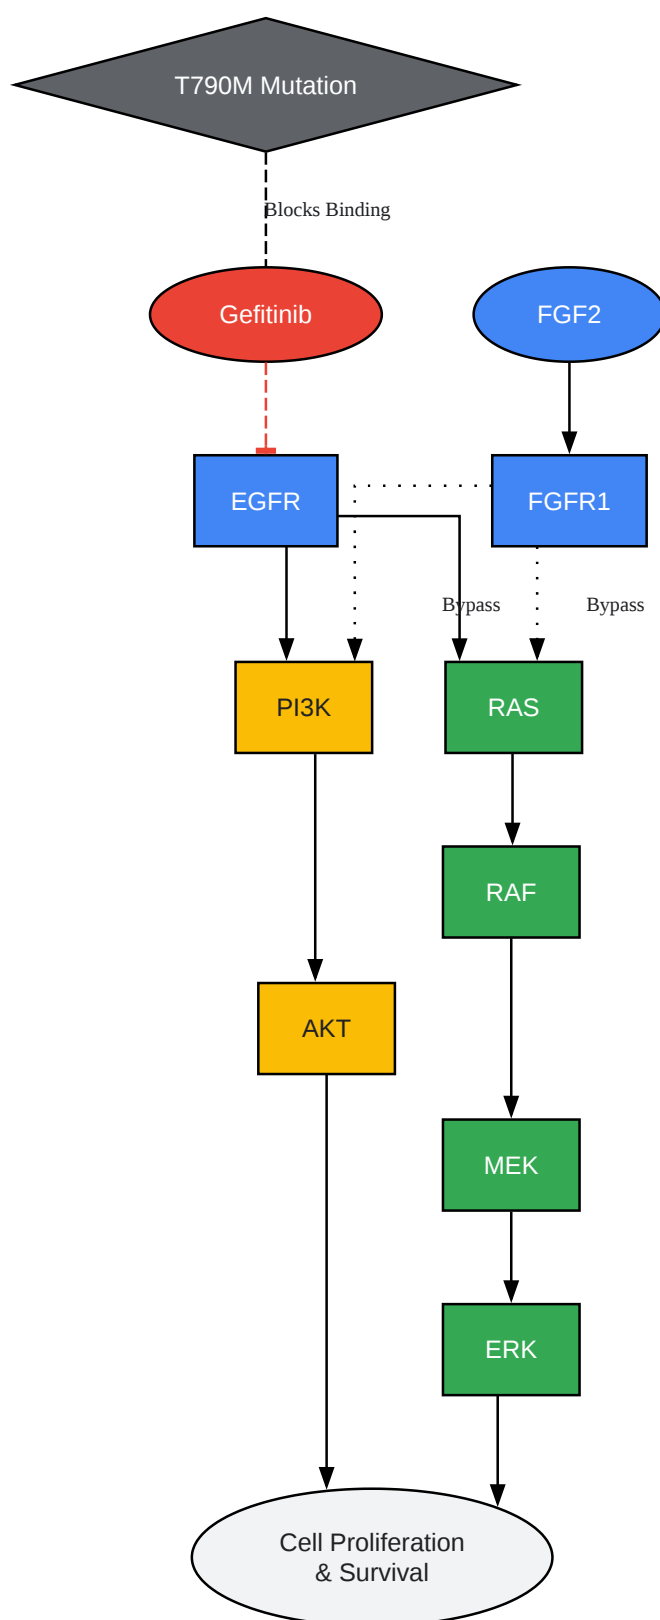 T790M Mutation
Blocks Binding
Gefitinib
FGF2
EGFR
FGFR1
Bypass
Bypass
PI3K
RAS
RAF
AKT
MEK
ERK
Cell Proliferation
& Survival